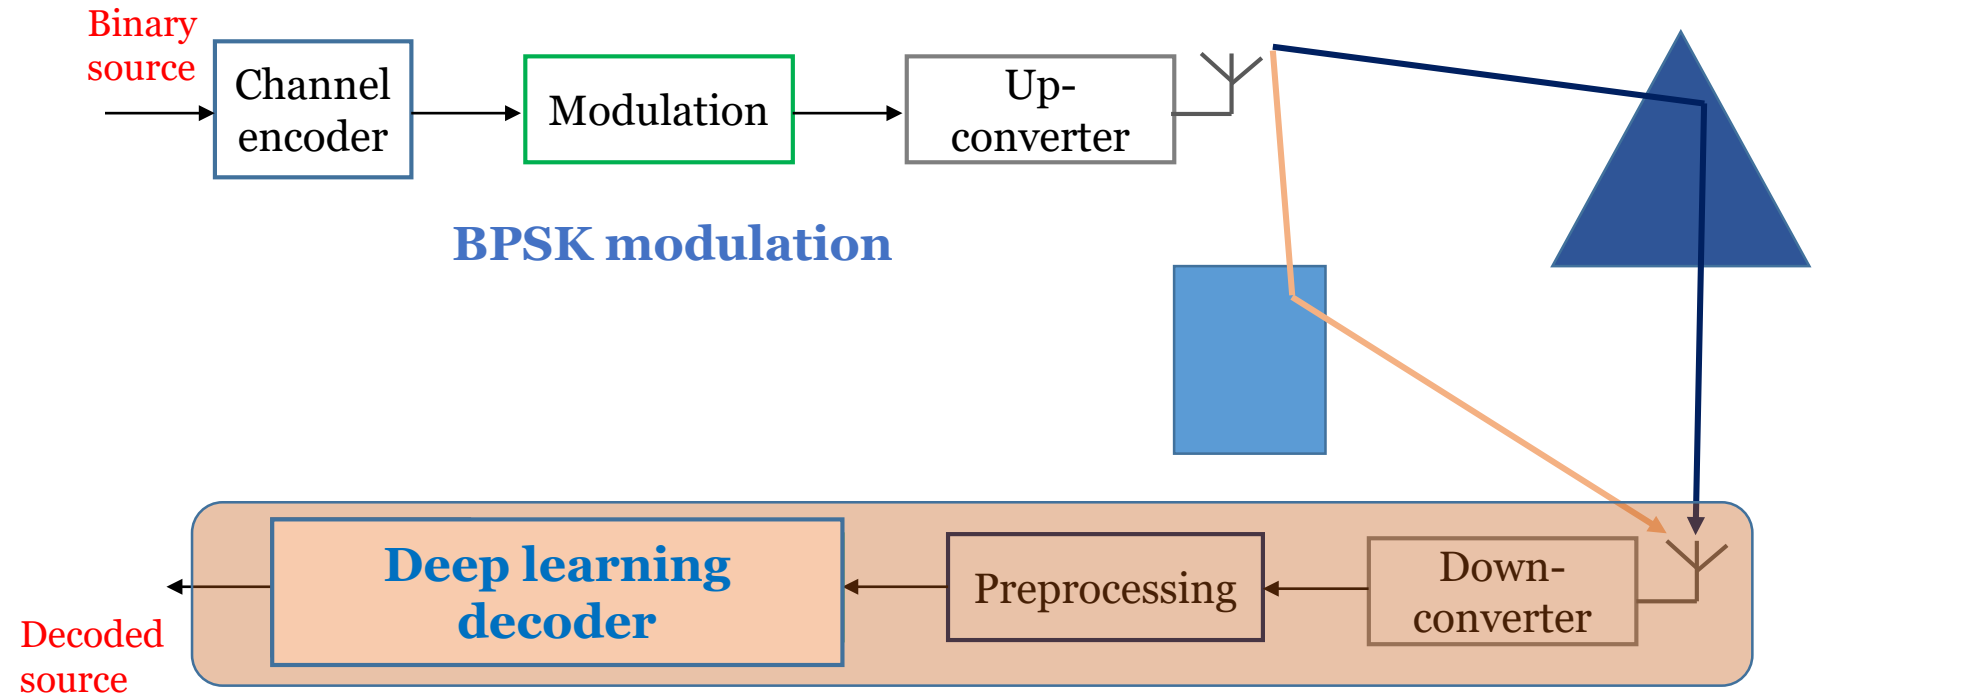 Binary
source
Channel
encoder
Modulation
Up-
converter
BPSK modulation
Deep learning
decoder
Preprocessing
Down-
converter
Decoded
source